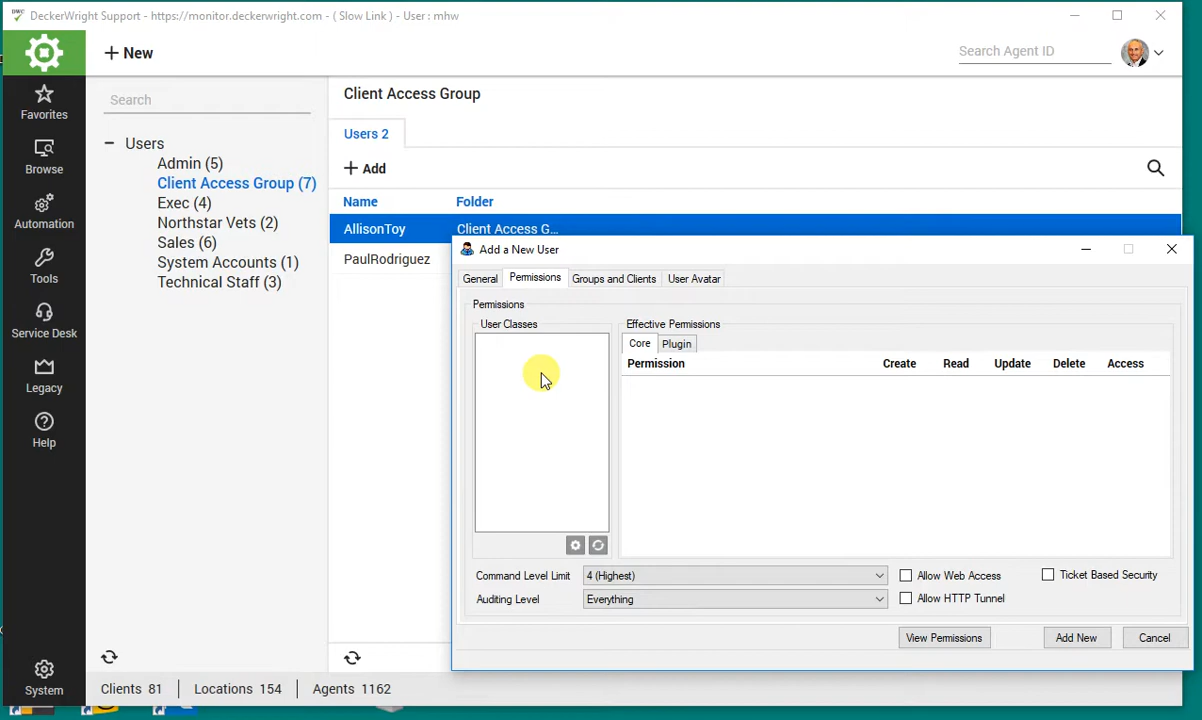 DWC
DeckerWright Support - https://monitor.deckerwright.com - ( Slow Link ) - User : mhw
New
Search Agent ID
Favorites
Browse
Automation
Tools
Service Desk
Legacy
Help
System
Search
Users
Admin (5)
Client Access Group (7)
Exec (4)
Northstar Vets (2)
Sales (6)
System Accounts (1)
Technical Staff (3)
Client Access Group
Users 2
Add
Name Folder
AllisonToy Client Access G...
PaulRodriguez
Add a New User
General Permissions Groups and Clients User Avatar
Permissions
User Classes
Effective Permissions
Core Plugin
Permission Create Read Update Delete Access
Command Level Limit 4 (Highest) Allow Web Access Ticket Based Security
Auditing Level Everything Allow HTTP Tunnel
View Permissions Add New Cancel
Clients 81 Locations 154 Agents 1162